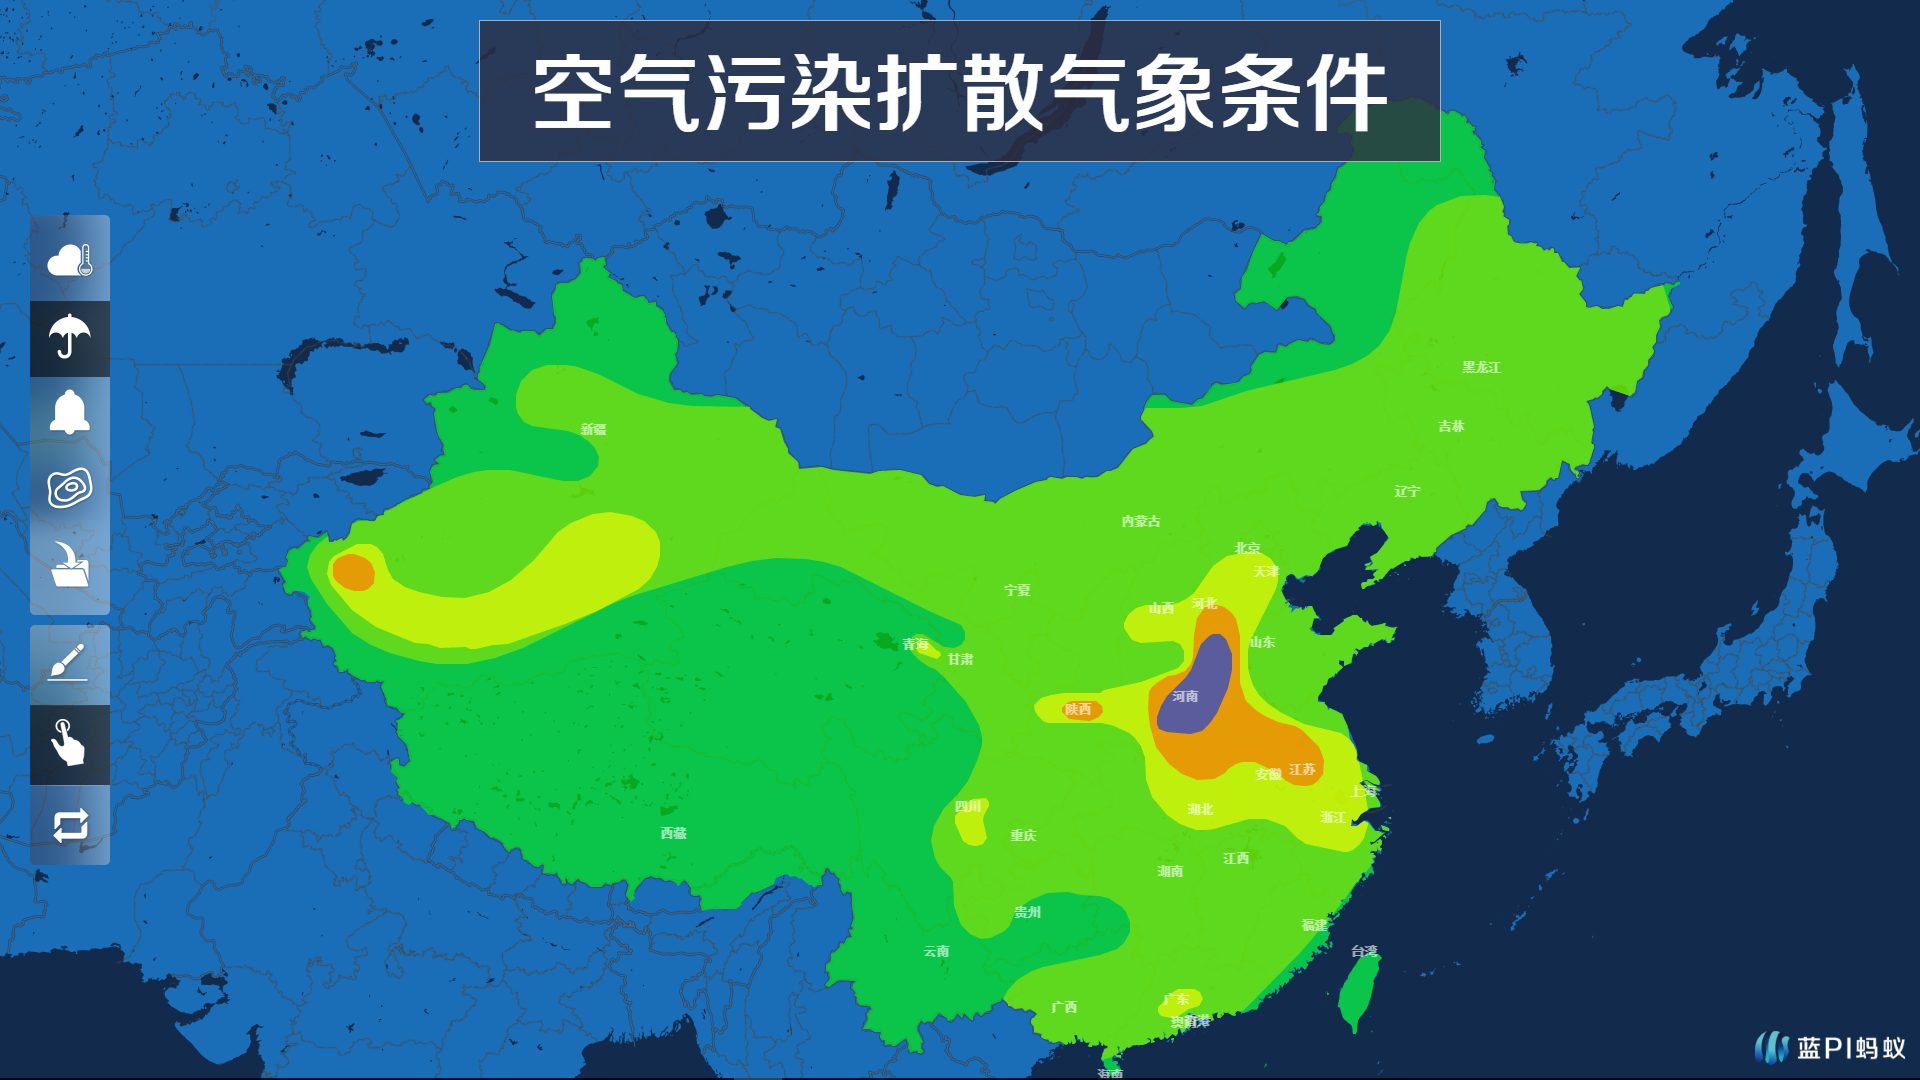 空气污染扩散气象条件
黑龙江
吉林
新疆
辽宁
内蒙古
北京
天津
宁夏
山西
河北
青海
山东
甘肃
河南
陕西
安徽
江苏
上海
四川
湖北
浙江
西藏
重庆
江西
湖南
贵州
福建
云南
台湾
广西
广东
澳门
香港
海南
蓝PI蚂蚁